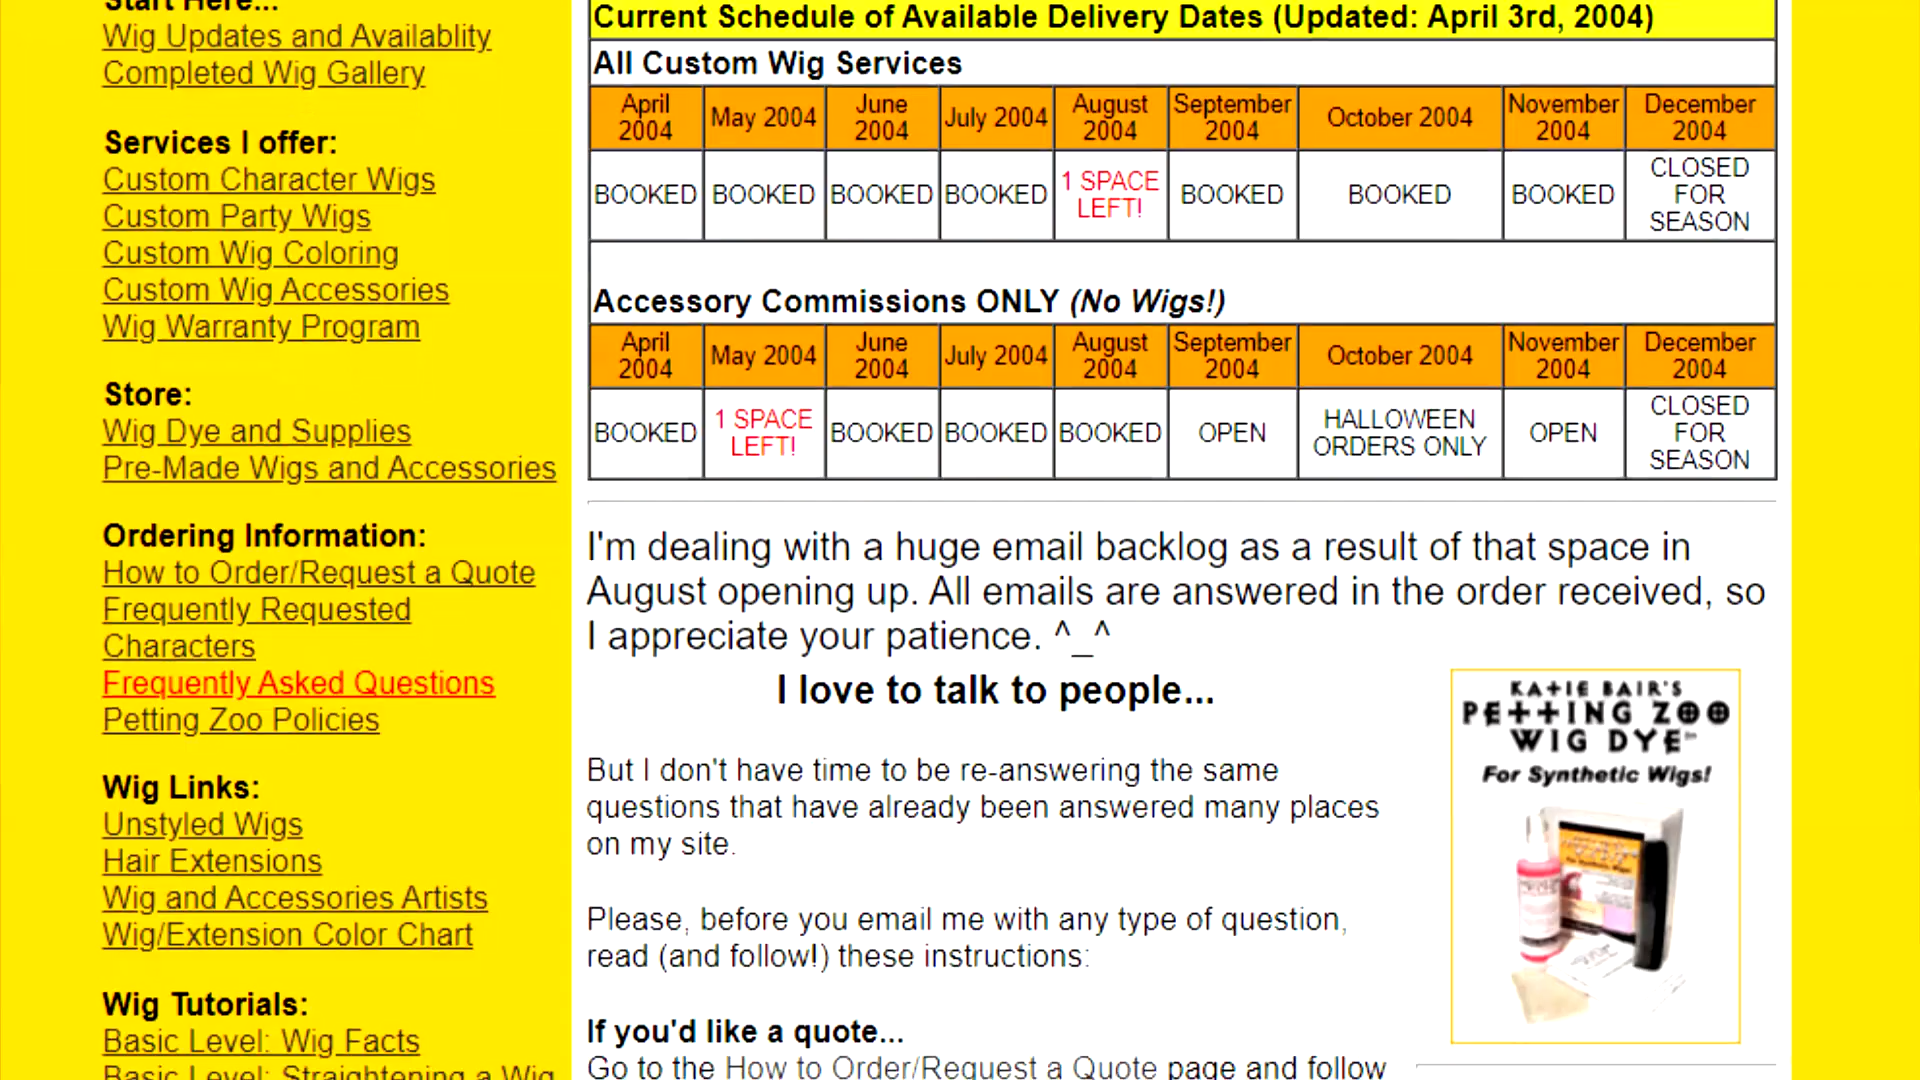 Start Here...
Wig Updates and Availablity
Completed Wig Gallery
Services I offer:
Custom Character Wigs
Custom Party Wigs
Custom Wig Coloring
Custom Wig Accessories
Wig Warranty Program
Store:
Wig Dye and Supplies
Pre-Made Wigs and Accessories
Ordering Information:
How to Order/Request a Quote
Frequently Requested
Characters
Frequently Asked Questions
Petting Zoo Policies
Wig Links:
Unstyled Wigs
Hair Extensions
Wig and Accessories Artists
Wig/Extension Color Chart
Wig Tutorials:
Basic Level: Wig Facts
Basic Level: Straightening a Wig
Current Schedule of Available Delivery Dates (Updated: April 3rd, 2004)
All Custom Wig Services
April 2004 May 2004 June 2004 July 2004 August 2004 September 2004 October 2004 November 2004 December 2004
BOOKED BOOKED BOOKED BOOKED 1 SPACE LEFT! BOOKED BOOKED BOOKED CLOSED FOR SEASON
Accessory Commissions ONLY (No Wigs!)
April 2004 May 2004 June 2004 July 2004 August 2004 September 2004 October 2004 November 2004 December 2004
BOOKED 1 SPACE LEFT! BOOKED BOOKED BOOKED OPEN HALLOWEEN ORDERS ONLY OPEN CLOSED FOR SEASON
I'm dealing with a huge email backlog as a result of that space in
August opening up. All emails are answered in the order received, so
I appreciate your patience. ^_^
I love to talk to people...
But I don't have time to be re-answering the same
questions that have already been answered many places
on my site.
Please, before you email me with any type of question,
read (and follow!) these instructions:
If you'd like a quote...
Go to the How to Order/Request a Quote page and follow
KATIE BAIR'S
PETTING ZOO
WIG DYE
For Synthetic Wigs!